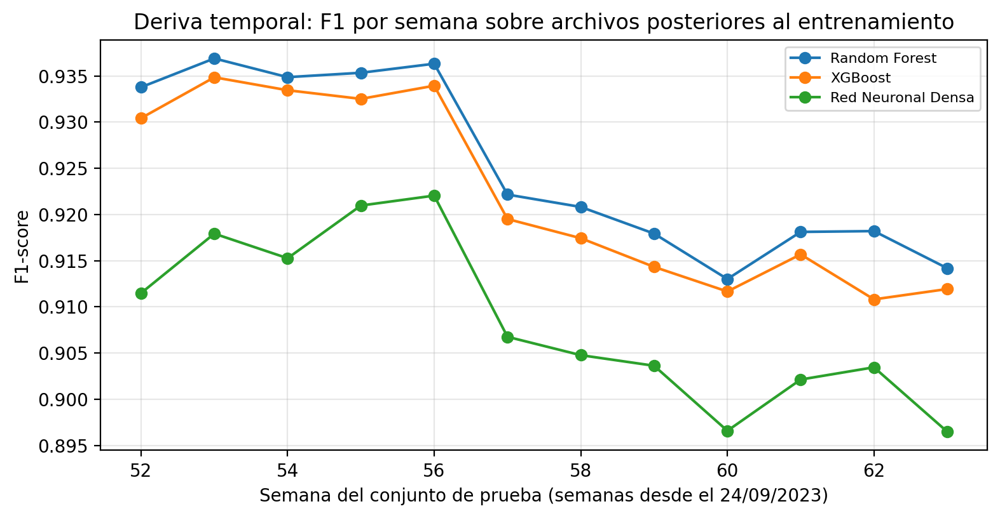 Deriva temporal: F1 por semana sobre archivos posteriores al entrenamiento
Random Forest
XGBoost
Red Neuronal Densa
F1-score
0.935
0.930
0.925
0.920
0.915
0.910
0.905
0.900
0.895
52 54 56 58 60 62
Semana del conjunto de prueba (semanas desde el 24/09/2023)